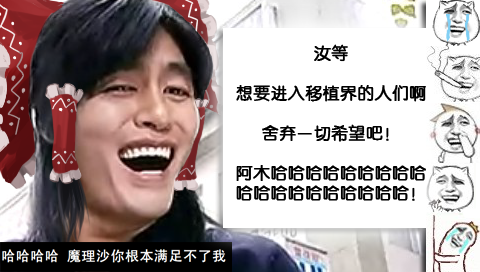 汝等
想要进入移植界的人们啊
舍弃一切希望吧！
阿木哈哈哈哈哈哈哈哈哈
哈哈哈哈哈哈哈哈哈哈！
哈哈哈哈 魔理沙你根本满足不了我